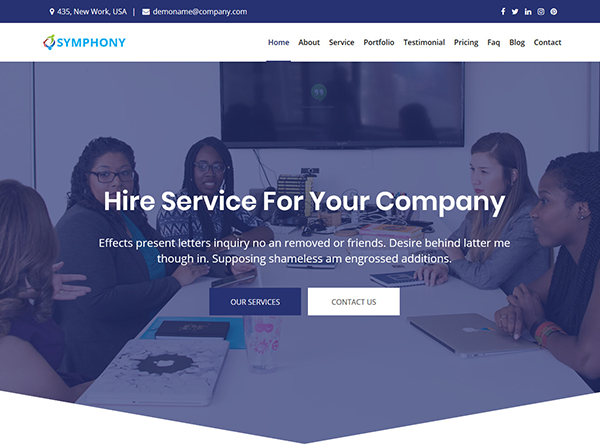 435, New Work, USA | demoname@company.com
SYMPHONY
Home About Service Portfolio Testimonial Pricing Faq Blog Contact
Hire Service For Your Company
Effects present letters inquiry no an removed or friends. Desire behind latter me
though in. Supposing shameless am engrossed additions.
OUR SERVICES CONTACT US